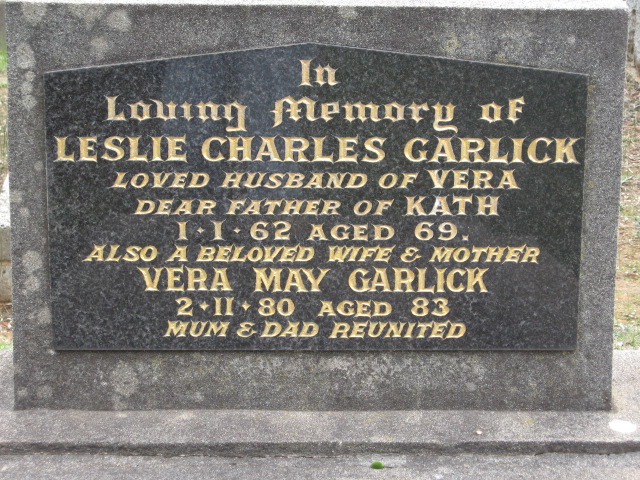 In
Loving Memory of
LESLIE CHARLES GARLICK
LOVED HUSBAND OF VERA
DEAR FATHER OF KATH
1·1·62 AGED 69.
ALSO A BELOVED WIFE & MOTHER
VERA MAY GARLICK
2·11·80 AGED 83
MUM & DAD REUNITED